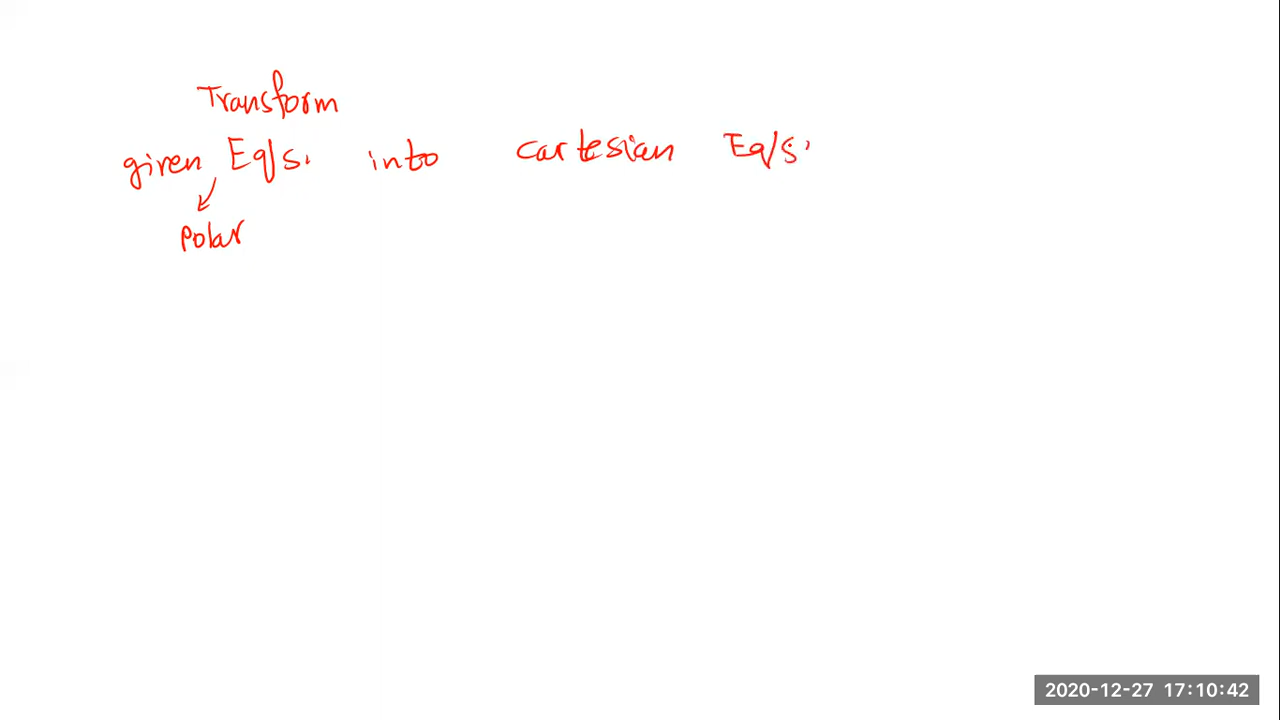 Transform
given Eq/s. into cartesian Eq/s.
Polar
2020-12-27 17:10:42